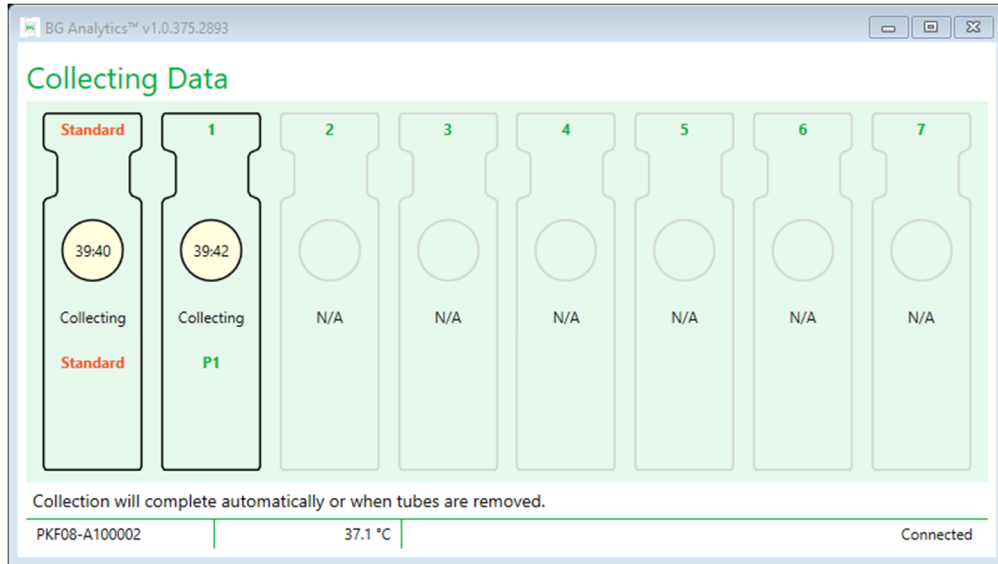 BG Analytics™ v1.0.375.2893
Collecting Data
Standard 1 2 3 4 5 6 7
39:40 39:42
Collecting Collecting N/A N/A N/A N/A N/A N/A
Standard P1
Collection will complete automatically or when tubes are removed.
PKF08-A100002 37.1 °C Connected